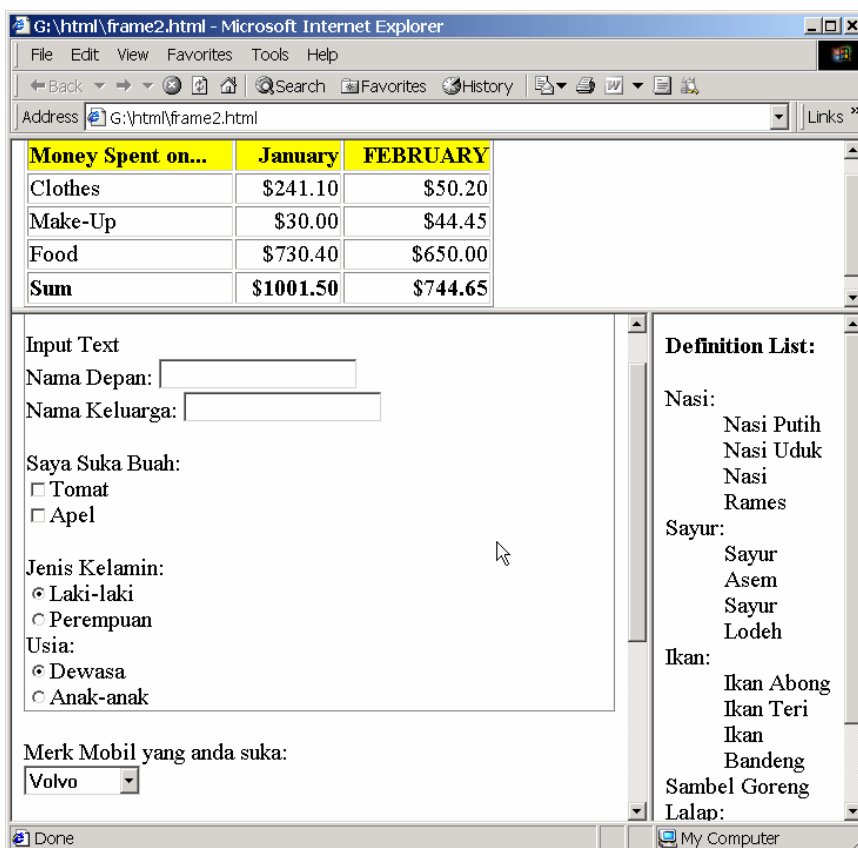 G:\html\frame2.html - Microsoft Internet Explorer
File Edit View Favorites Tools Help
Back Search Favorites History
Address G:\html\frame2.html Links »
Money Spent on... January FEBRUARY
Clothes $241.10 $50.20
Make-Up $30.00 $44.45
Food $730.40 $650.00
Sum $1001.50 $744.65
Input Text
Nama Depan:
Nama Keluarga:
Saya Suka Buah:
Tomat
Apel
Jenis Kelamin:
Laki-laki
Perempuan
Usia:
Dewasa
Anak-anak
Merk Mobil yang anda suka:
Volvo
Definition List:
Nasi:
Nasi Putih
Nasi Uduk
Nasi
Rames
Sayur:
Sayur
Asem
Sayur
Lodeh
Ikan:
Ikan Abong
Ikan Teri
Ikan
Bandeng
Sambel Goreng
Lalap:
Done My Computer